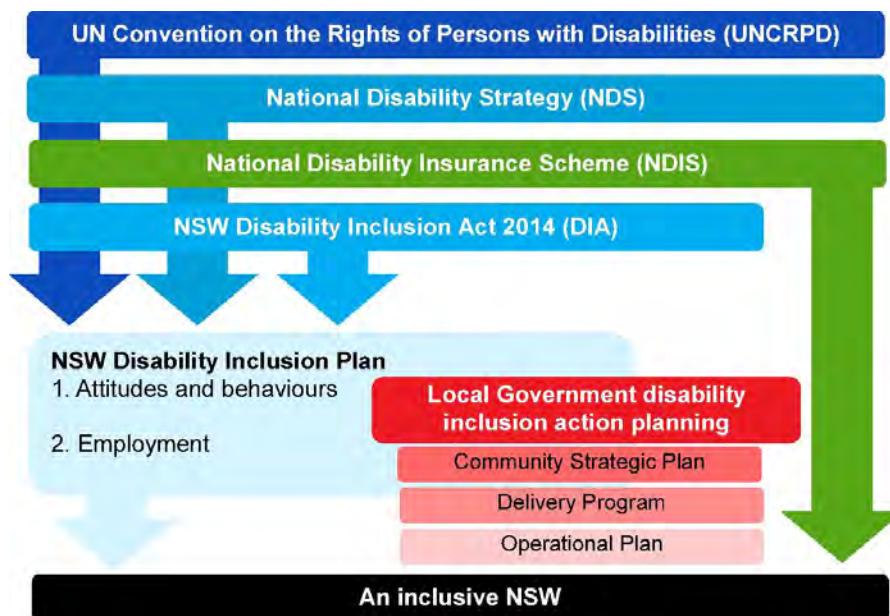 UN Convention on the Rights of Persons with Disabilities (UNCRPD)
National Disability Strategy (NDS)
National Disability Insurance Scheme (NDIS)
NSW Disability Inclusion Act 2014 (DIA)
NSW Disability Inclusion Plan
1. Attitudes and behaviours
2. Employment
Local Government disability
inclusion action planning
Community Strategic Plan
Delivery Program
Operational Plan
An inclusive NSW